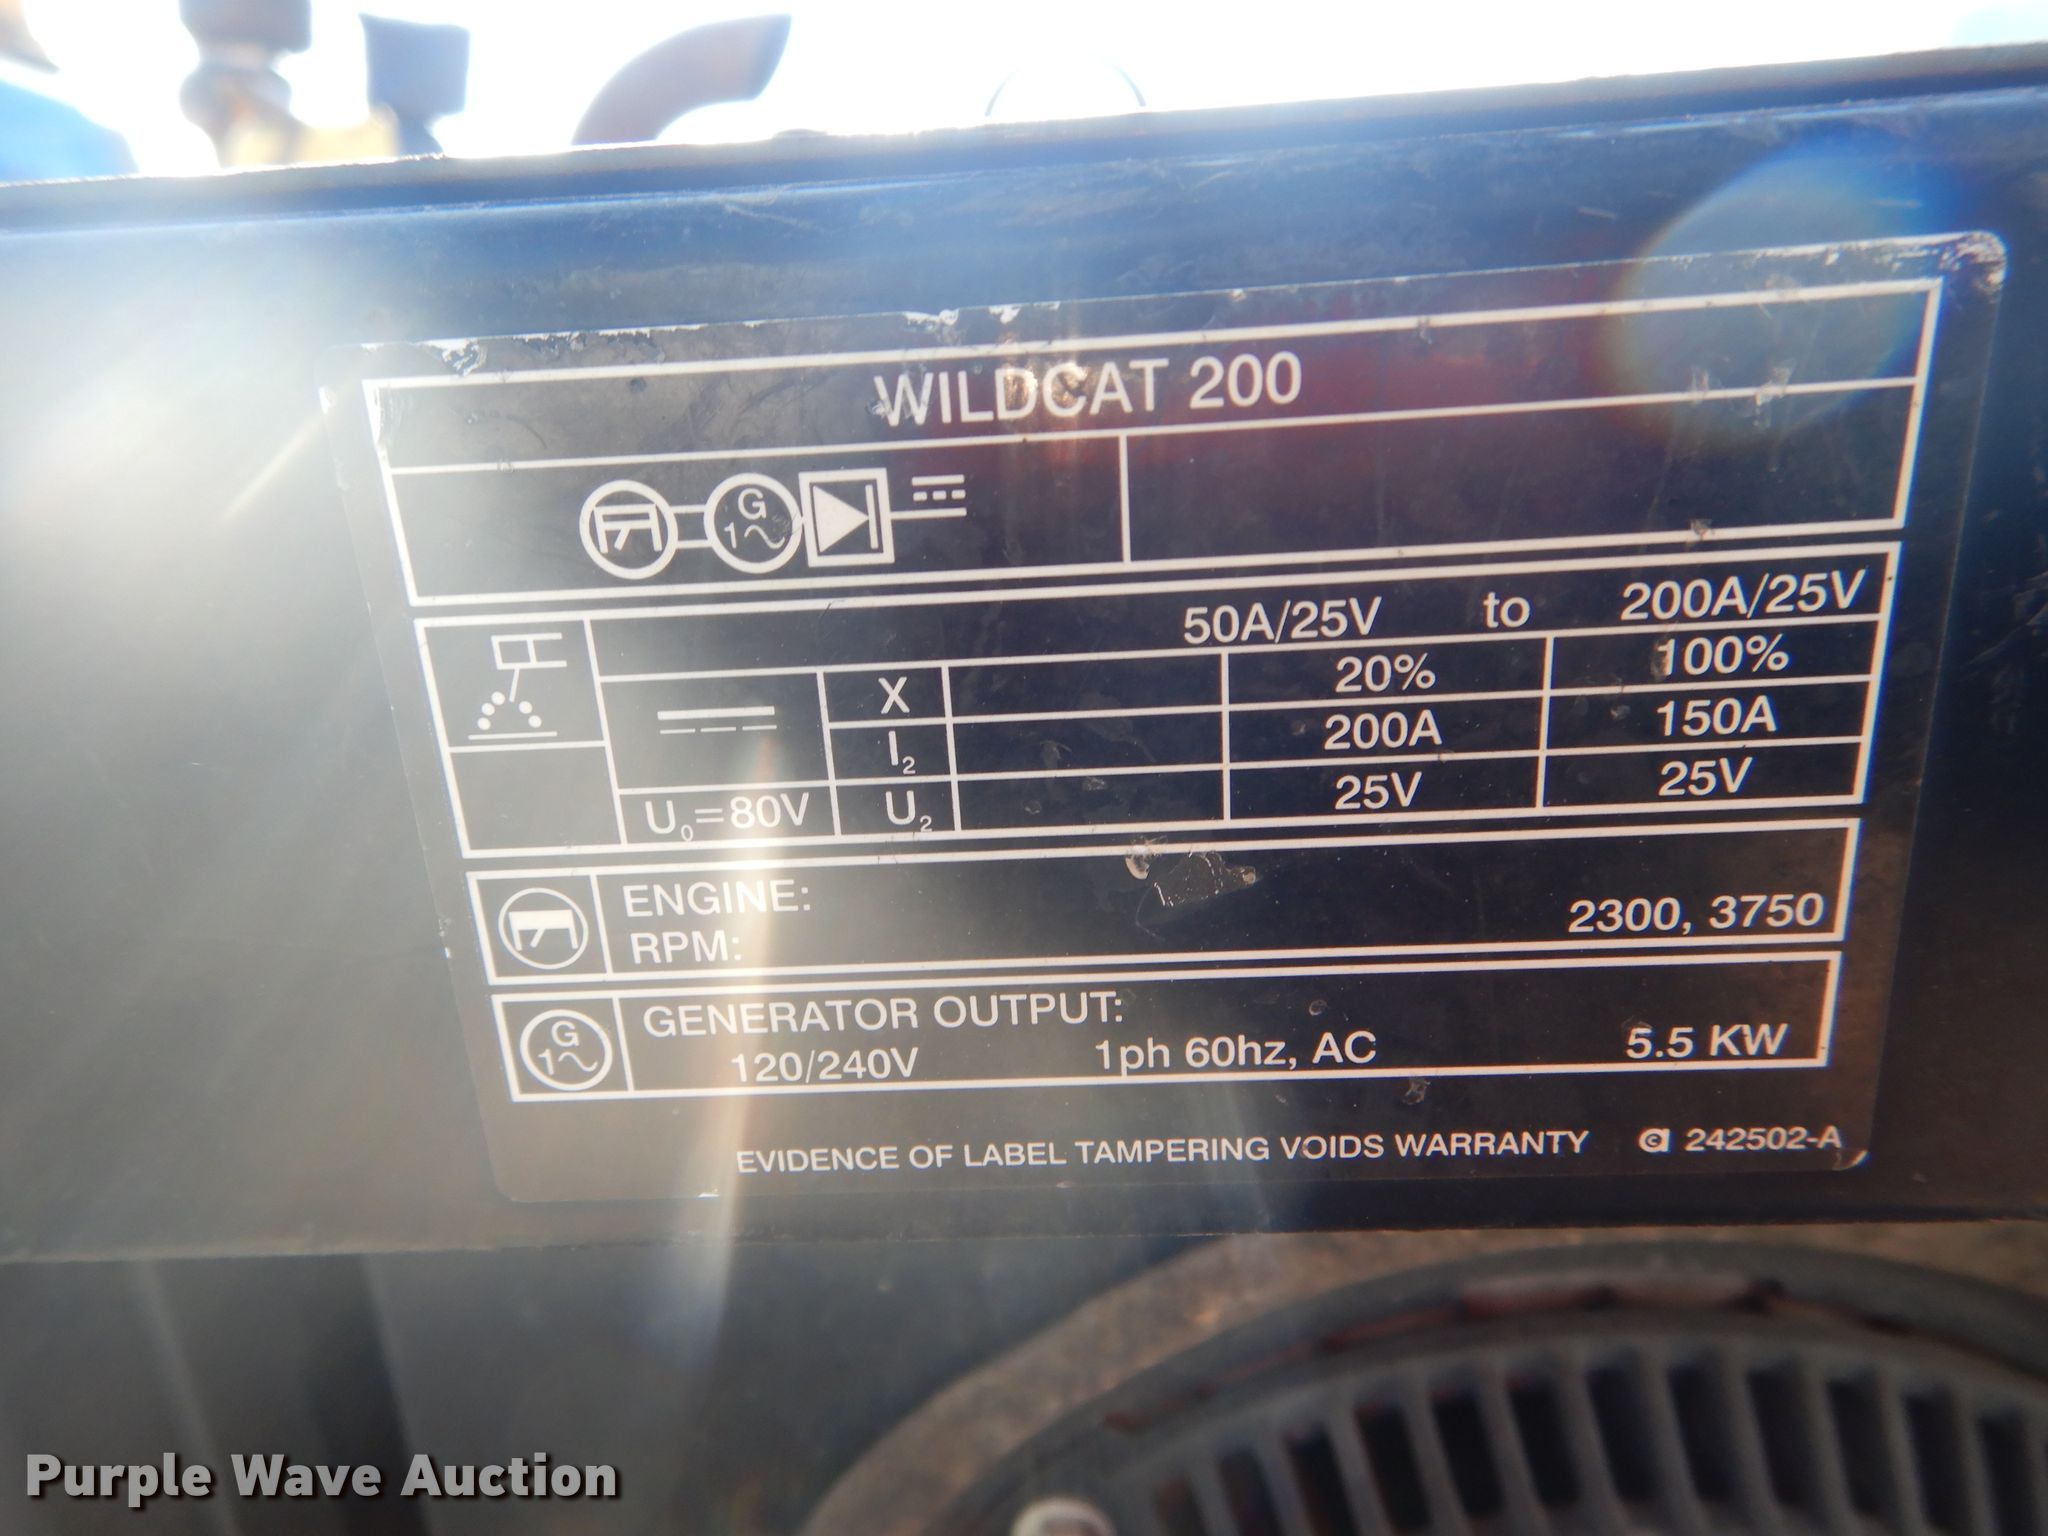 WILDCAT 200
G
1~
50A/25V to 200A/25V
X 20% 100%
I2 200A 150A
U0=80V U2 25V 25V
ENGINE:
RPM: 2300, 3750
G
1~
GENERATOR OUTPUT:
120/240V 1ph 60hz, AC 5.5 KW
EVIDENCE OF LABEL TAMPERING VOIDS WARRANTY 242502-A
Purple Wave Auction